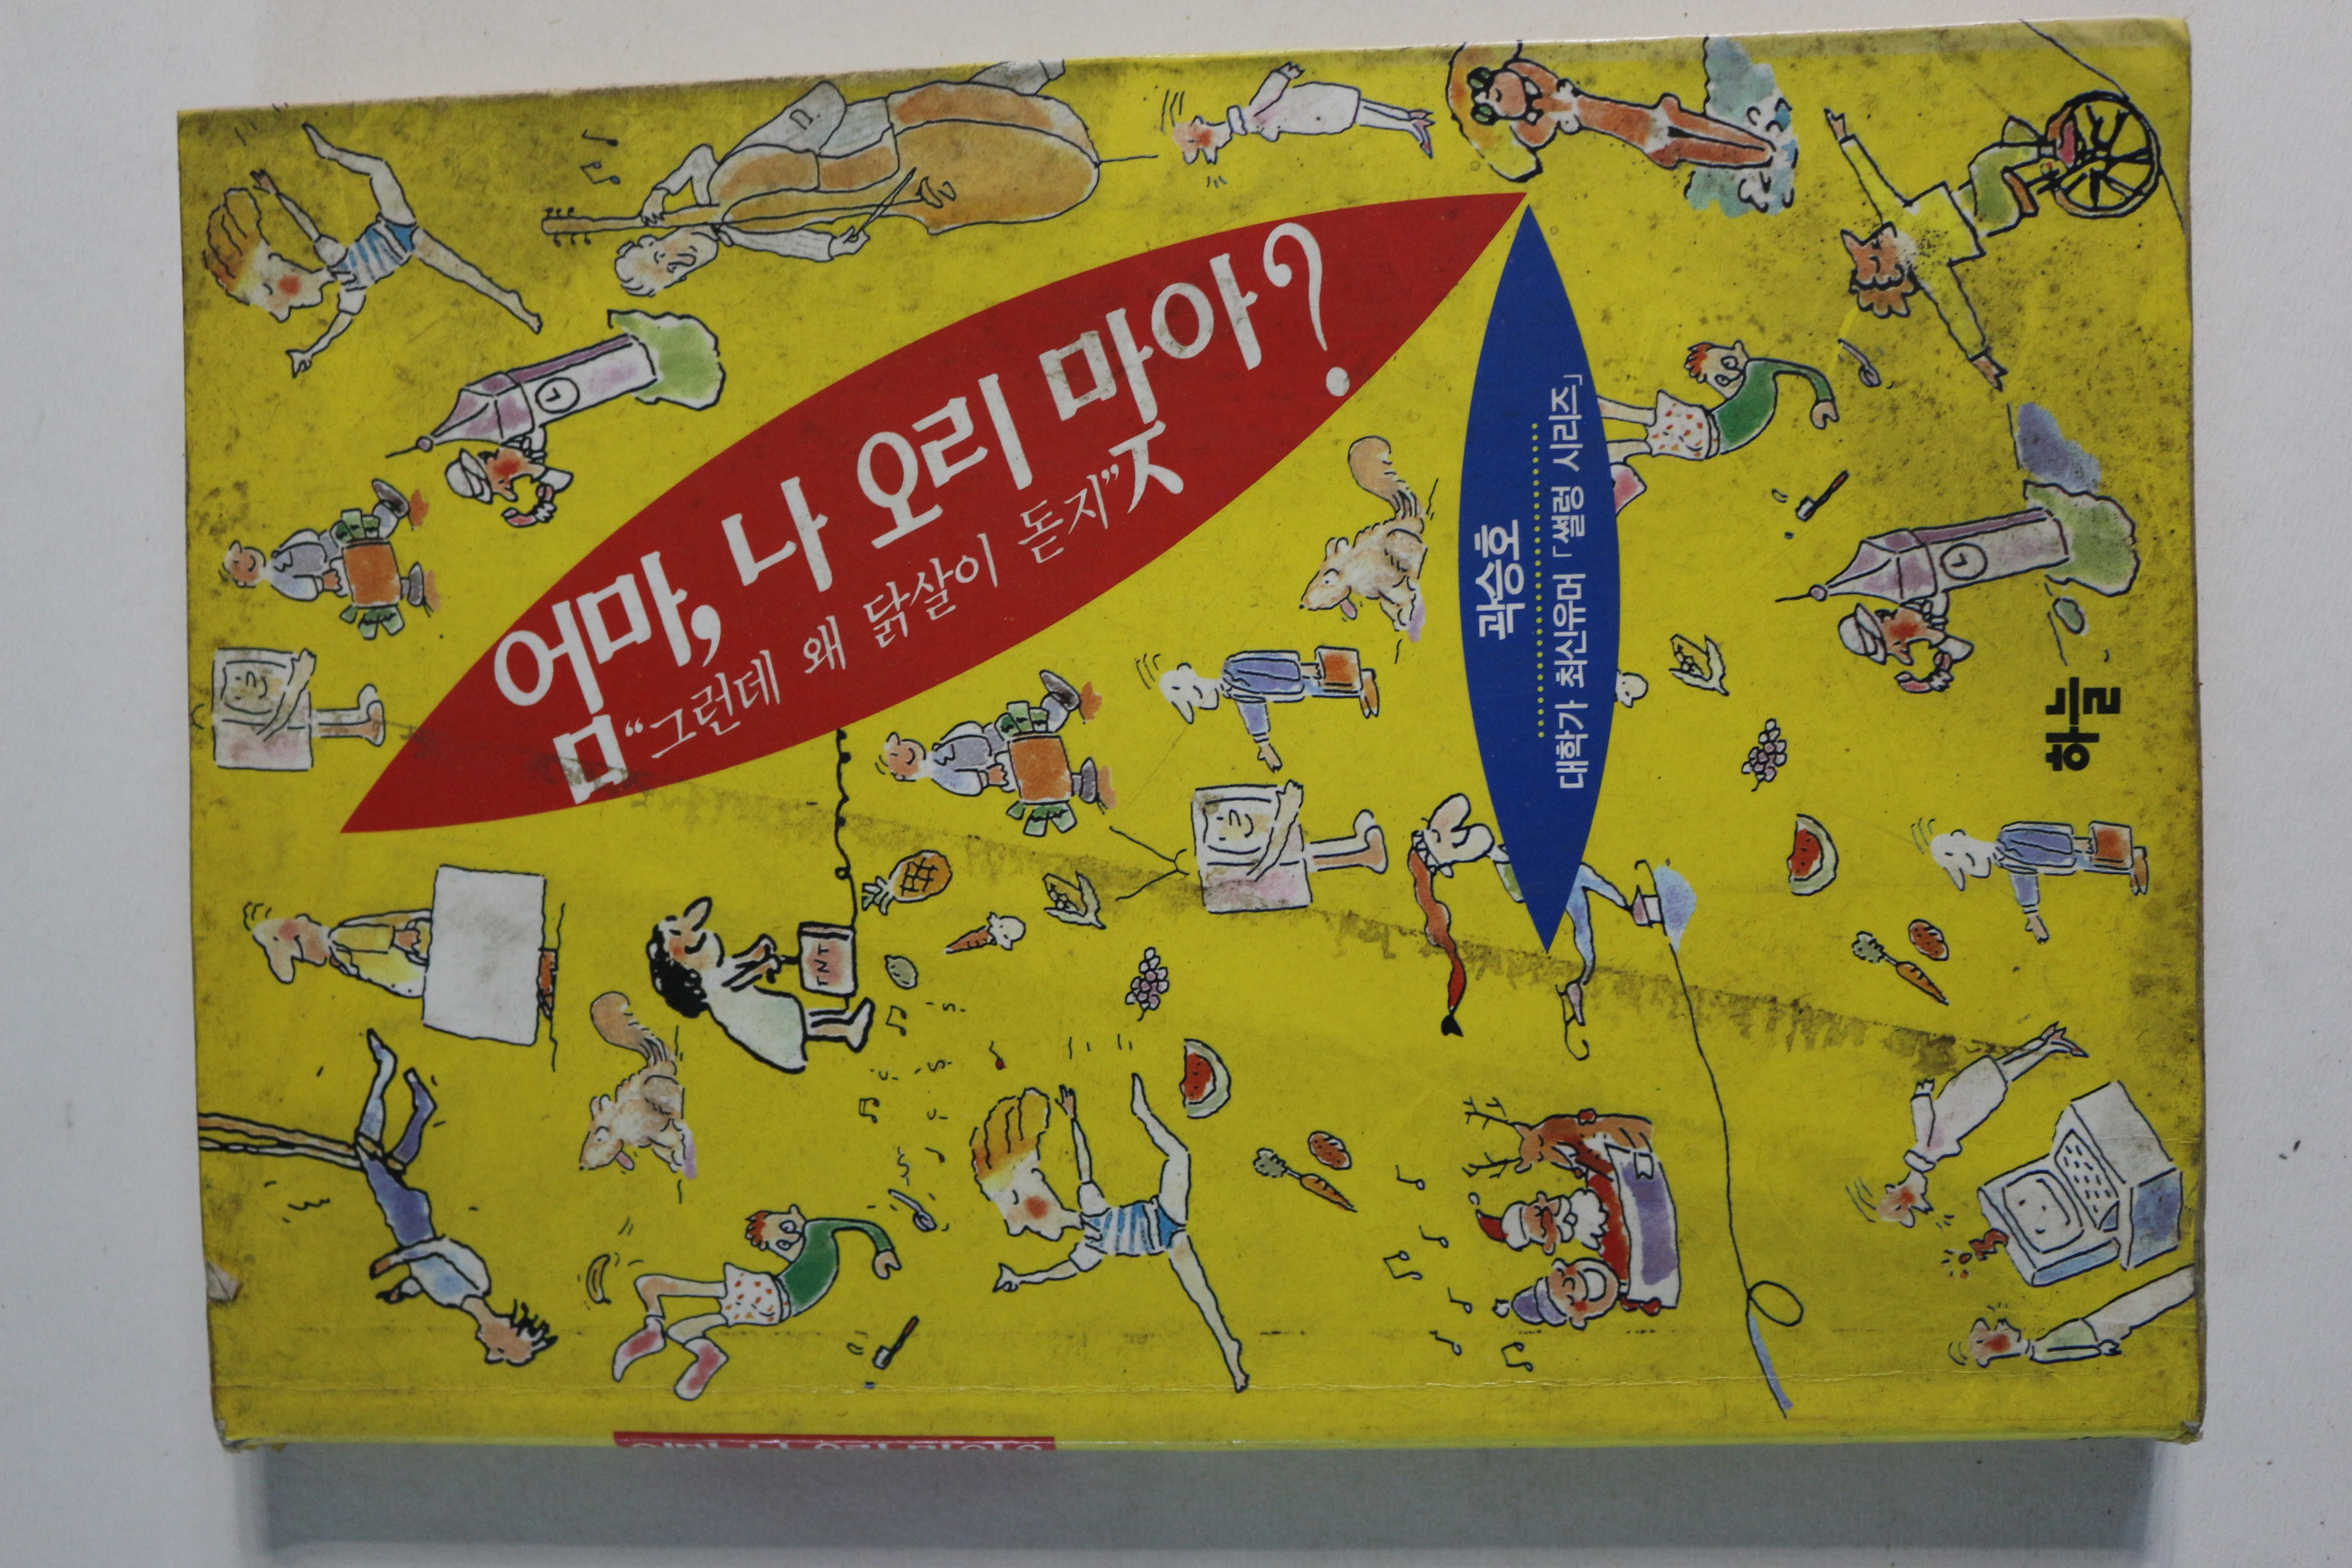 엄마, 나 오리 맞아?
“그런데 왜 닭살이 돋지”
곽승호
대학가 최신유머 「썰렁 시리즈」
하늘
TNT